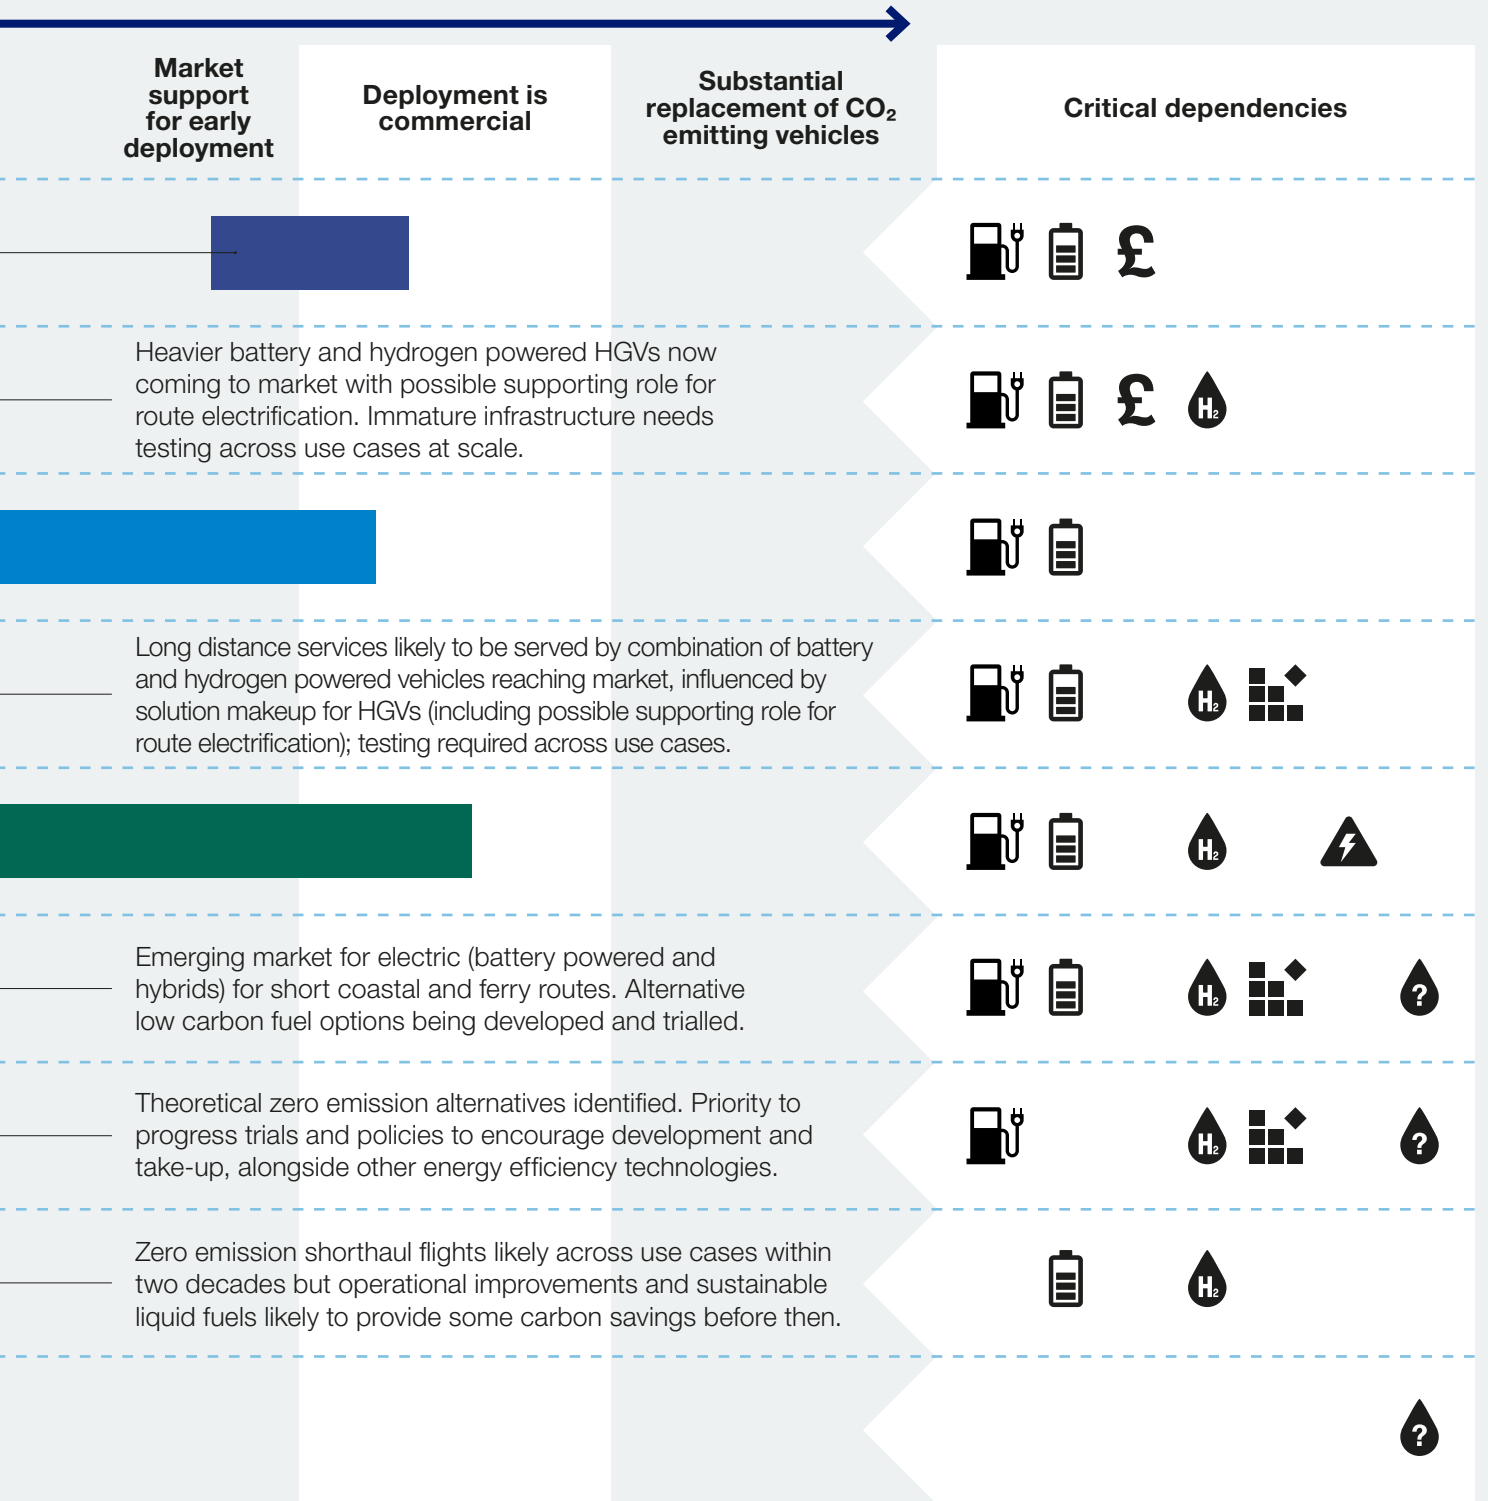 Market
support
for early
deployment
Deployment is
commercial
Substantial
replacement of CO₂
emitting vehicles
Critical dependencies
£
Heavier battery and hydrogen powered HGVs now
coming to market with possible supporting role for
route electrification. Immature infrastructure needs
testing across use cases at scale.
£
H₂
Long distance services likely to be served by combination of battery
and hydrogen powered vehicles reaching market, influenced by
solution makeup for HGVs (including possible supporting role for
route electrification); testing required across use cases.
H₂
H₂
Emerging market for electric (battery powered and
hybrids) for short coastal and ferry routes. Alternative
low carbon fuel options being developed and trialled.
H₂
?
Theoretical zero emission alternatives identified. Priority to
progress trials and policies to encourage development and
take-up, alongside other energy efficiency technologies.
H₂
?
Zero emission shorthaul flights likely across use cases within
two decades but operational improvements and sustainable
liquid fuels likely to provide some carbon savings before then.
H₂
?